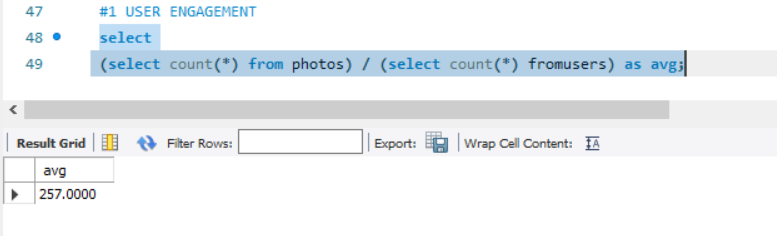 47 #1 USER ENGAGEMENT
48 select
49 (select count(*) from photos) / (select count(*) fromusers) as avg;
Result Grid Filter Rows: Export: Wrap Cell Content: IA
avg
257.0000